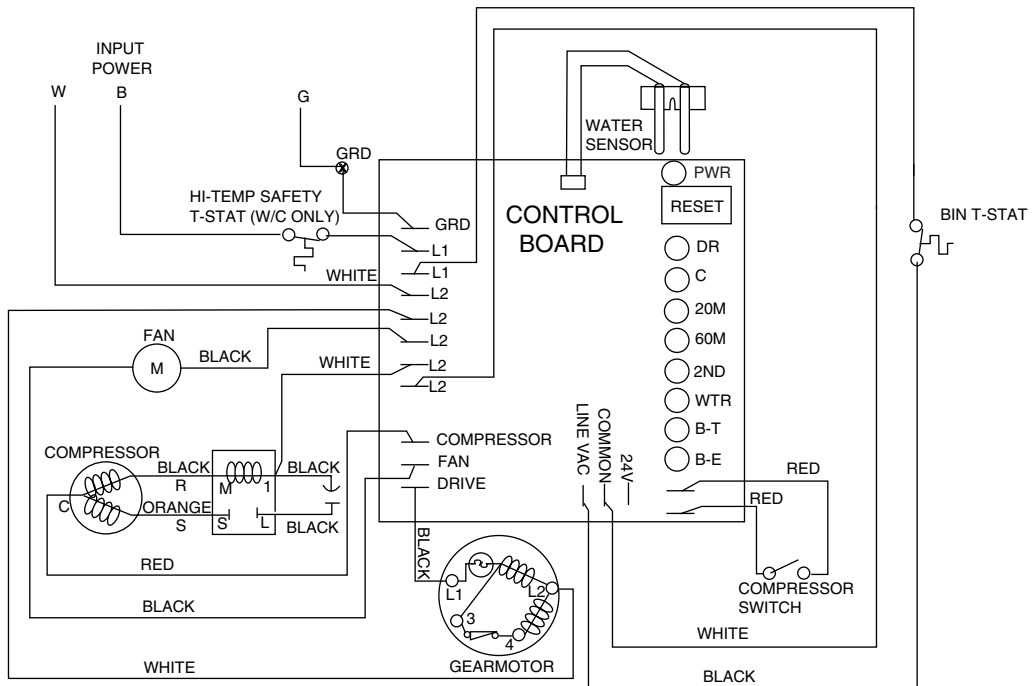 INPUT
POWER
W
B
G
GRD
HI-TEMP SAFETY
T-STAT (W/C ONLY)
WATER
SENSOR
CONTROL
BOARD
PWR
RESET
DR
C
20M
60M
2ND
WTR
B-T
B-E
BIN T-STAT
GRD
L1
L1
WHITE
L2
L2
L2
FAN
M
BLACK
WHITE
L2
L2
COMPRESSOR
FAN
DRIVE
LINE VAC
COMMON
24V
COMPRESSOR
C
BLACK
R
ORANGE
S
M
1
S
L
BLACK
BLACK
RED
BLACK
WHITE
BLACK
L1
L2
3
4
GEARMOTOR
RED
RED
COMPRESSOR
SWITCH
WHITE
BLACK